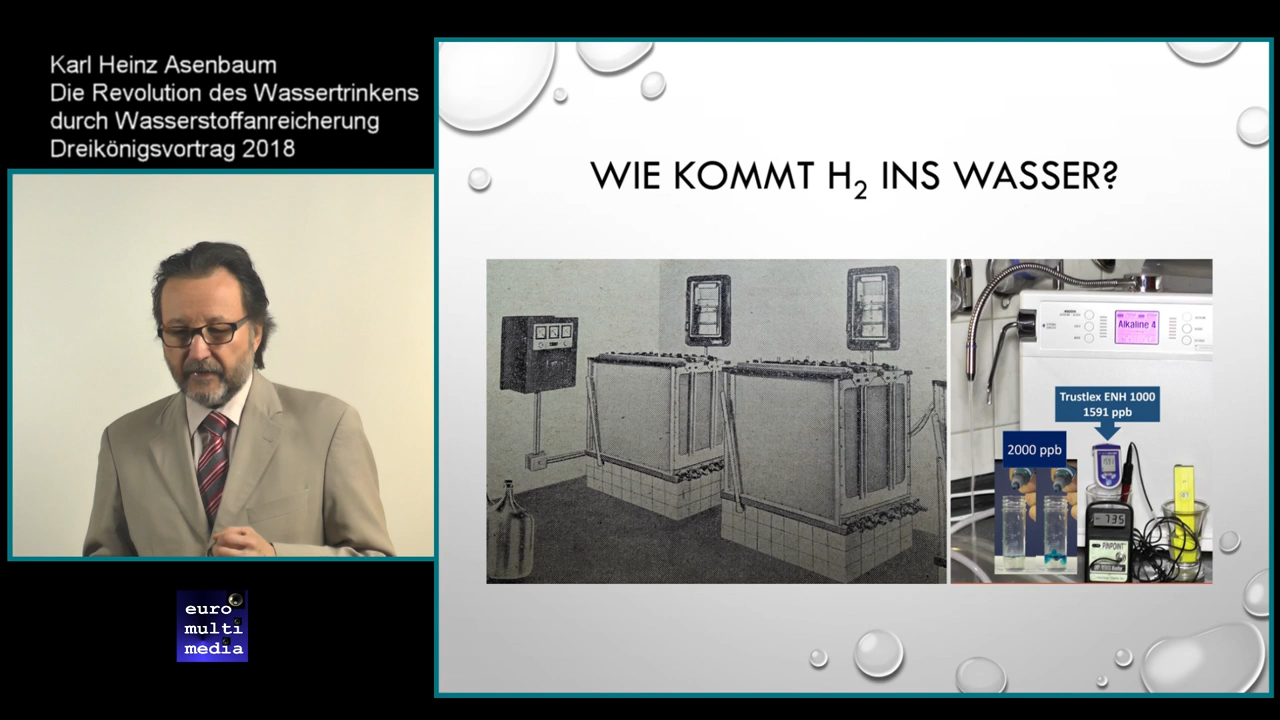 Karl Heinz Asenbaum
Die Revolution des Wassertrinkens
durch Wasserstoffanreicherung
Dreikönigsvortrag 2018
WIE KOMMT H₂ INS WASSER?
Alkaline 4
Trustlex ENH 1000
1591 ppb
2000 ppb
735
PINPOINT
euro
multi
media